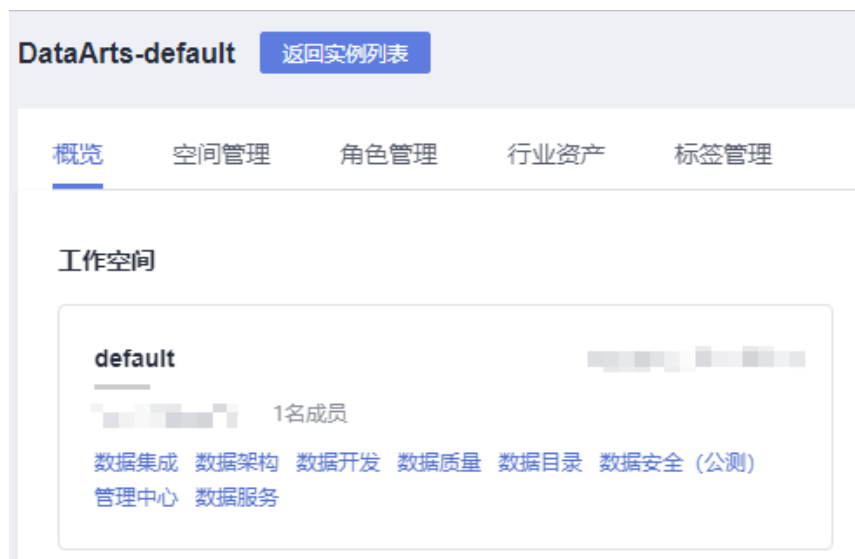 DataArts-default 返回实例列表
概览 空间管理 角色管理 行业资产 标签管理
工作空间
default
1名成员
数据集成 数据架构 数据开发 数据质量 数据目录 数据安全（公测）
管理中心 数据服务